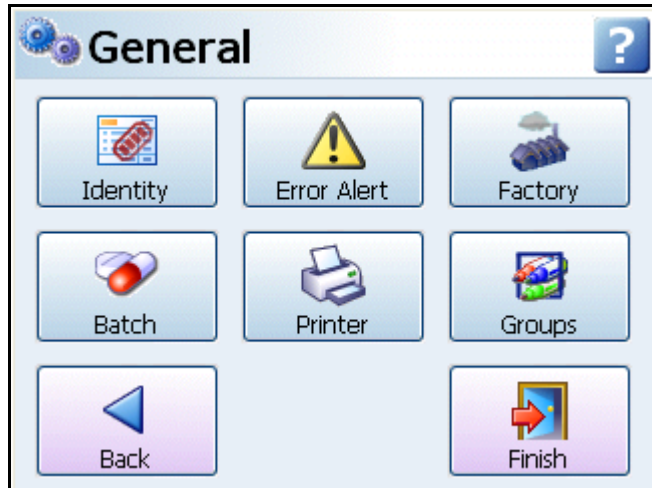 General ?
Identity Error Alert Factory
Batch Printer Groups
Back Finish